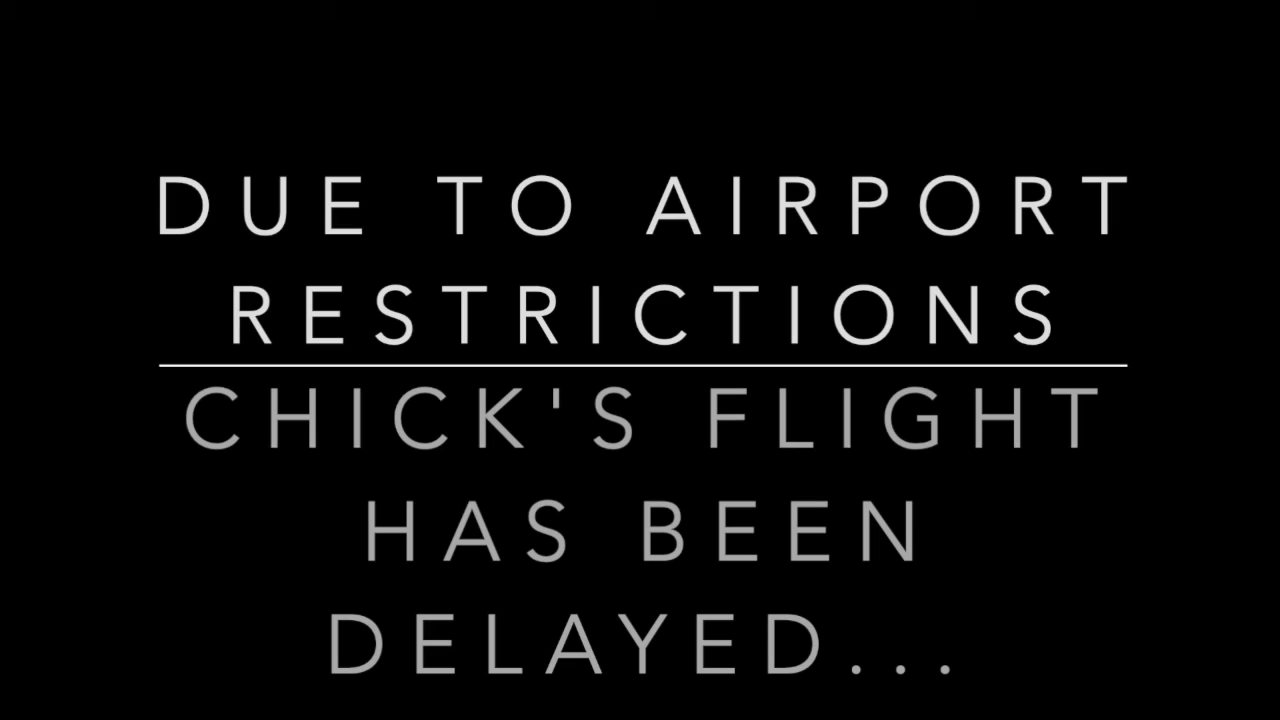 DUE TO AIRPORT
RESTRICTIONS
CHICK'S FLIGHT
HAS BEEN
DELAYED...